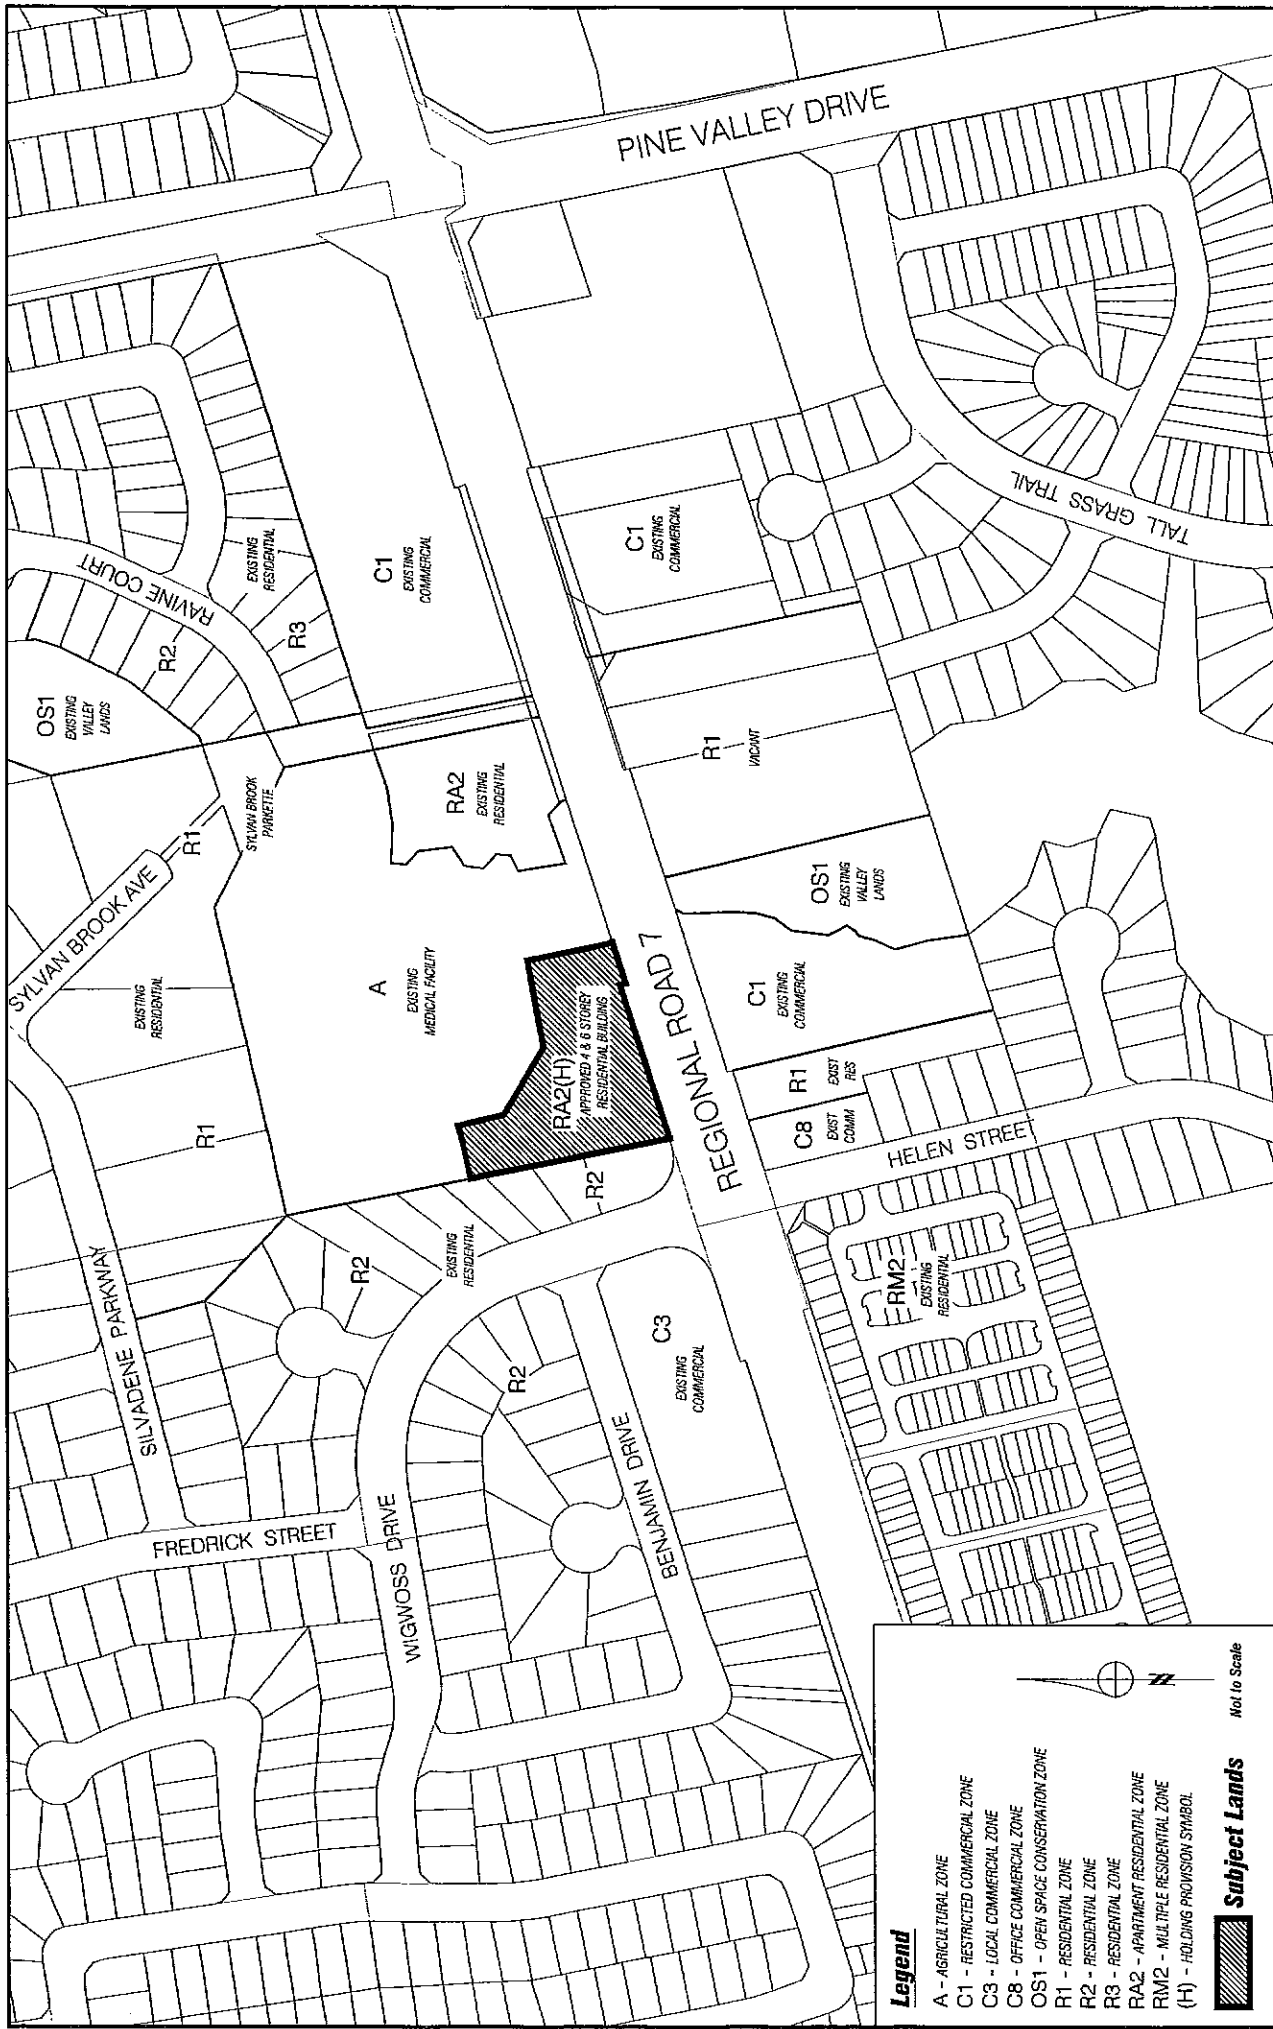 PINE VALLEY DRIVE
RAVINE COURT
EXISTING
RESIDENTIAL
R3
R2
OS1
EXISTING
VALLEY
LANDS
C1
EXISTING
COMMERCIAL
C1
EXISTING
COMMERCIAL
TALL GRASS TRAIL
SYLVAN BROOK AVE
R1
SYLVAN BROOK
PARKETTE
RA2
EXISTING
RESIDENTIAL
R1
VACANT
OS1
EXISTING
VALLEY
LANDS
EXISTING
RESIDENTIAL
R1
A
EXISTING
MEDICAL FACILITY
RA2(H)
APPROVED 4 & 6 STOREY
RESIDENTIAL BUILDING
REGIONAL ROAD 7
C1
EXISTING
COMMERCIAL
R1
EXIST
RES
C8
EXIST
COMM
HELEN STREET
R2
EXISTING
RESIDENTIAL
R2
SILVADENE PARKWAY
R2
C3
EXISTING
COMMERCIAL
RM2
EXISTING
RESIDENTIAL
FREDRICK STREET
WIGWOSS DRIVE
BENJAMIN DRIVE
Legend
A - AGRICULTURAL ZONE
C1 - RESTRICTED COMMERCIAL ZONE
C3 - LOCAL COMMERCIAL ZONE
C8 - OFFICE COMMERCIAL ZONE
OS1 - OPEN SPACE CONSERVATION ZONE
R1 - RESIDENTIAL ZONE
R2 - RESIDENTIAL ZONE
R3 - RESIDENTIAL ZONE
RA2 - APARTMENT RESIDENTIAL ZONE
RM2 - MULTIPLE RESIDENTIAL ZONE
(H) - HOLDING PROVISION SYMBOL
Subject Lands
N
Not to Scale